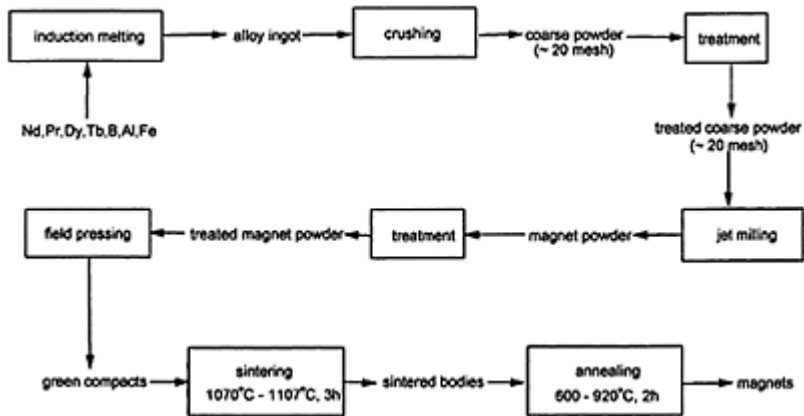 induction melting
alloy ingot
crushing
coarse powder
(~ 20 mesh)
treatment
Nd,Pr,Dy,Tb,B,Al,Fe
treated coarse powder
(~ 20 mesh)
field pressing
treated magnet powder
treatment
magnet powder
jet milling
green compacts
sintering
1070°C - 1107°C, 3h
sintered bodies
annealing
600 - 920°C, 2h
magnets